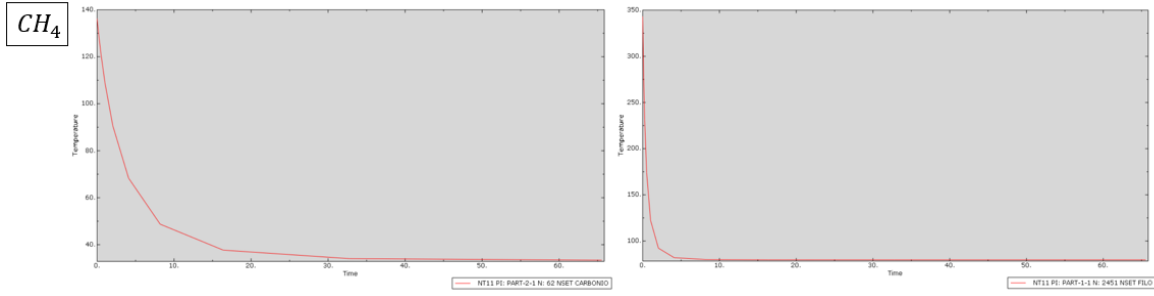 CH₄
140.
120.
100.
80.
60.
40.
Temperature
0. 10. 20. 30. 40. 50. 60.
Time
NT11 PI: PART-2-1 N: 62 NSET CARBONIO
350.
300.
250.
200.
150.
100.
Temperature
0. 10. 20. 30. 40. 50. 60.
Time
NT11 PI: PART-1-1 N: 2451 NSET FILO